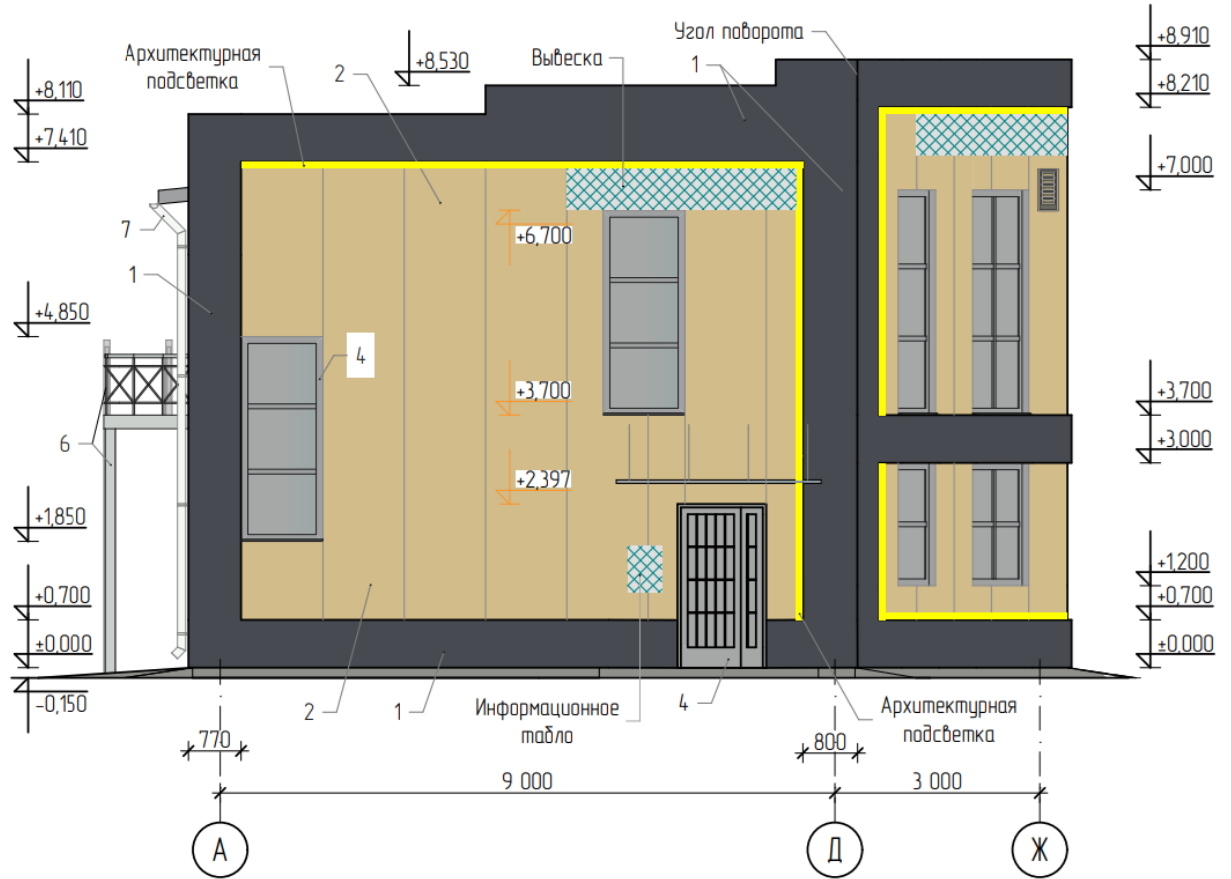 Угол поворота
+8,910
Архитектурная
подсветка
2
+8,530
Вывеска
1
+8,110
+8,210
+7,410
+7,000
7
+6,700
1
+4,850
4
+3,700
+3,700
6
+3,000
+2,397
+1,850
+1,200
+0,700
+0,700
±0,000
±0,000
-0,150
2
1
Информационное
табло
4
Архитектурная
подсветка
770
800
9 000
3 000
А
Д
Ж